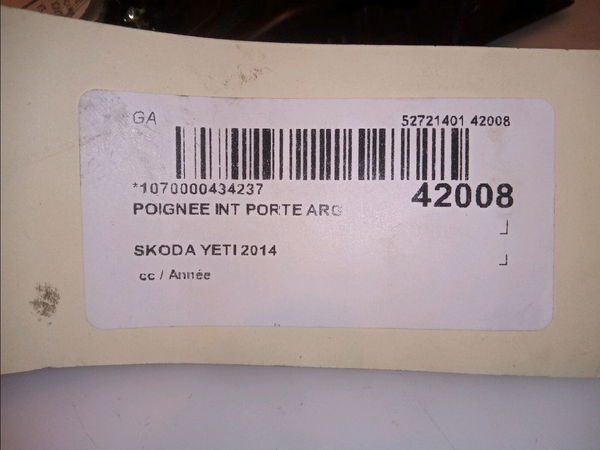 GA
52721401 42008
*1070000434237
42008
POIGNEE INT PORTE ARG
SKODA YETI 2014
cc / Année